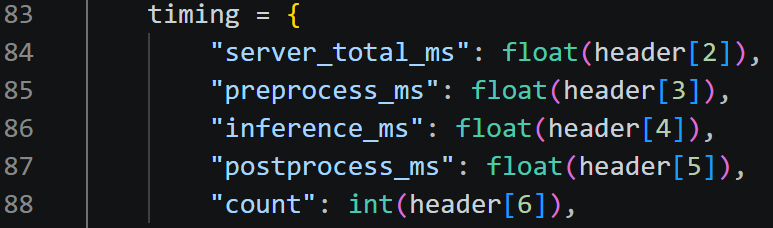 83 timing = {
84 "server_total_ms": float(header[2]),
85 "preprocess_ms": float(header[3]),
86 "inference_ms": float(header[4]),
87 "postprocess_ms": float(header[5]),
88 "count": int(header[6]),